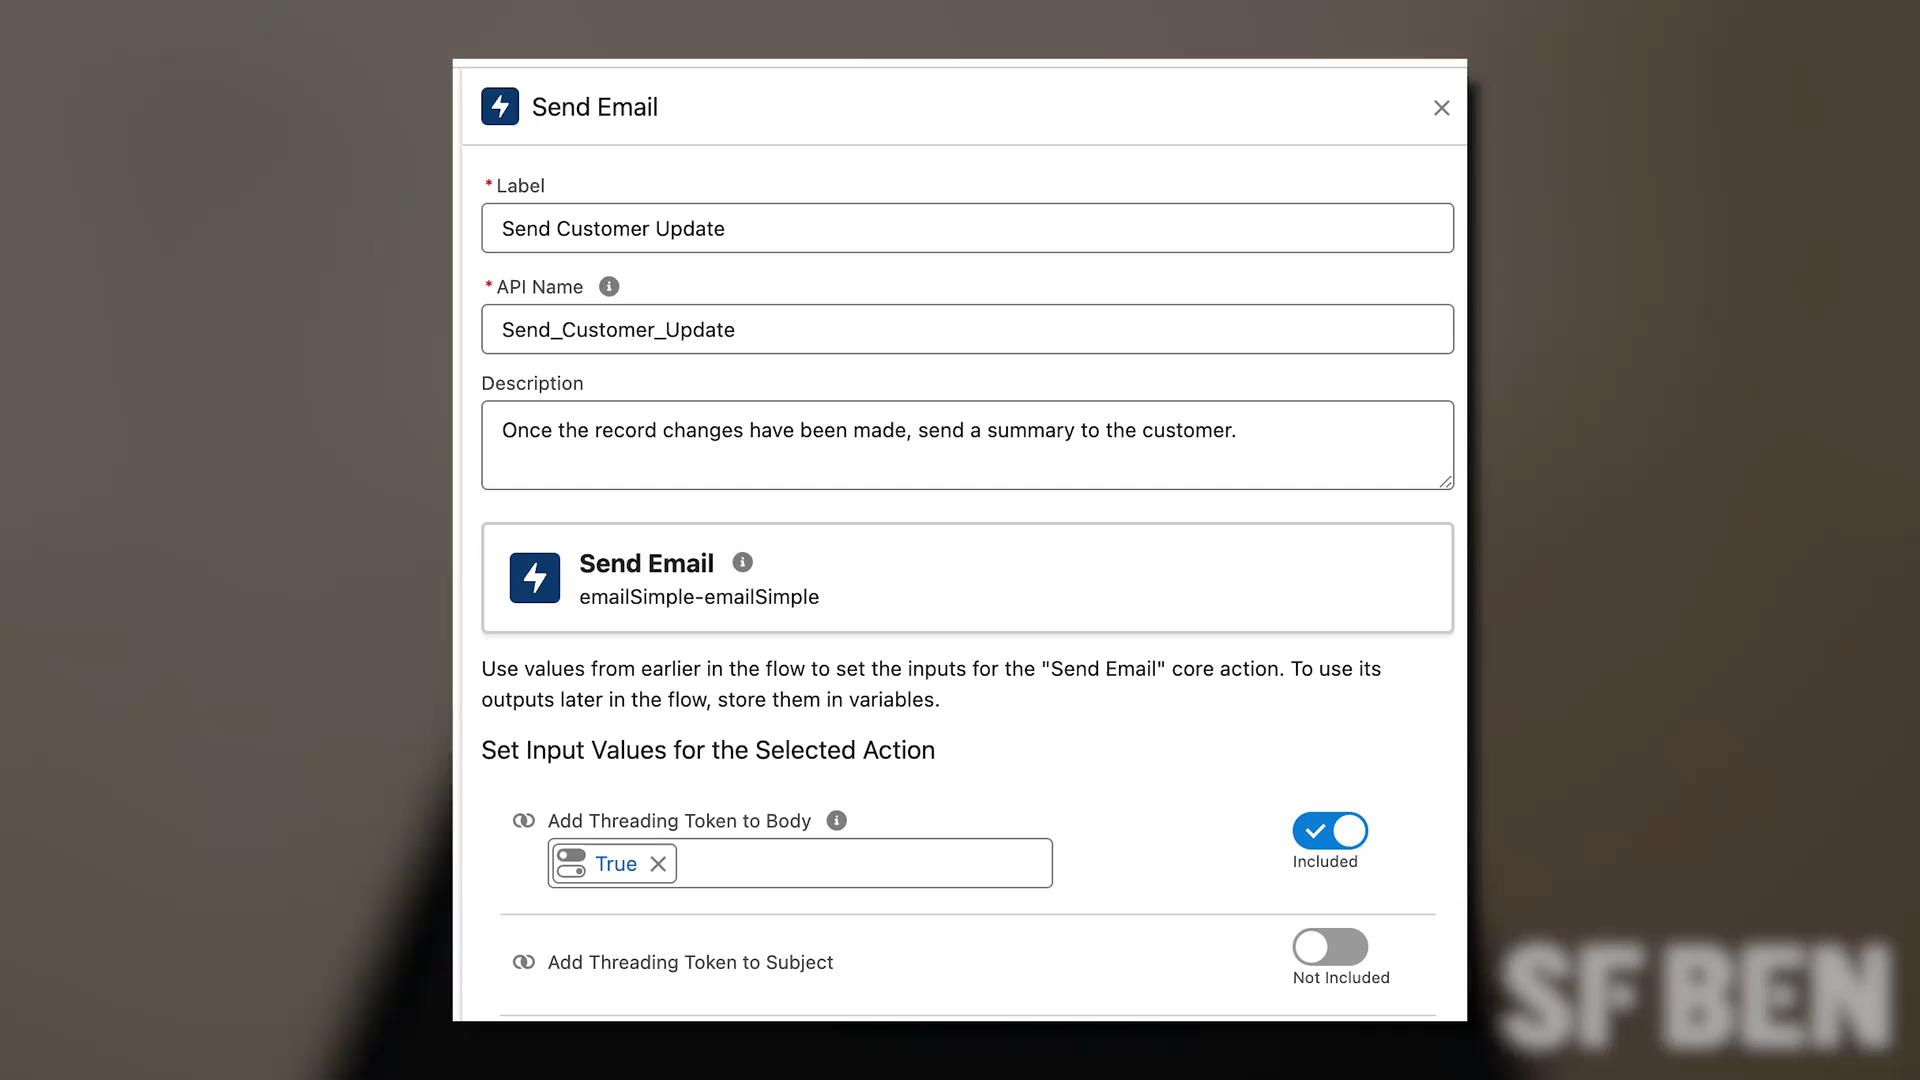 Send Email
*Label
Send Customer Update
*API Name
Send_Customer_Update
Description
Once the record changes have been made, send a summary to the customer.
Send Email
emailSimple-emailSimple
Use values from earlier in the flow to set the inputs for the "Send Email" core action. To use its
outputs later in the flow, store them in variables.
Set Input Values for the Selected Action
Add Threading Token to Body
True
Included
Add Threading Token to Subject
Not Included
SF BEN